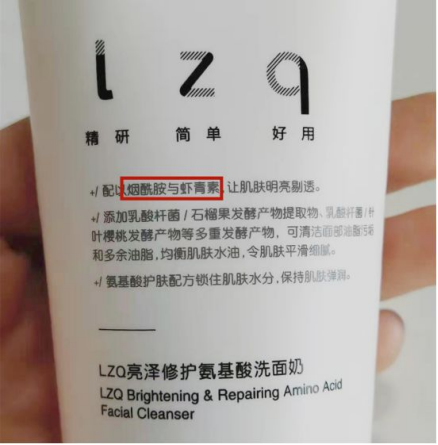 lzq
精研 简单 好用
+/ 配以烟酰胺与虾青素,让肌肤明亮剔透。
+/ 添加乳酸杆菌/石榴果发酵产物提取物、乳酸杆菌/针
叶樱桃发酵产物等多重发酵产物，可清洁面部油脂污垢
和多余油脂,均衡肌肤水油,令肌肤平滑细腻。
+/ 氨基酸护肤配方锁住肌肤水分,保持肌肤弹润。
LZQ亮泽修护氨基酸洗面奶
LZQ Brightening & Repairing Amino Acid
Facial Cleanser